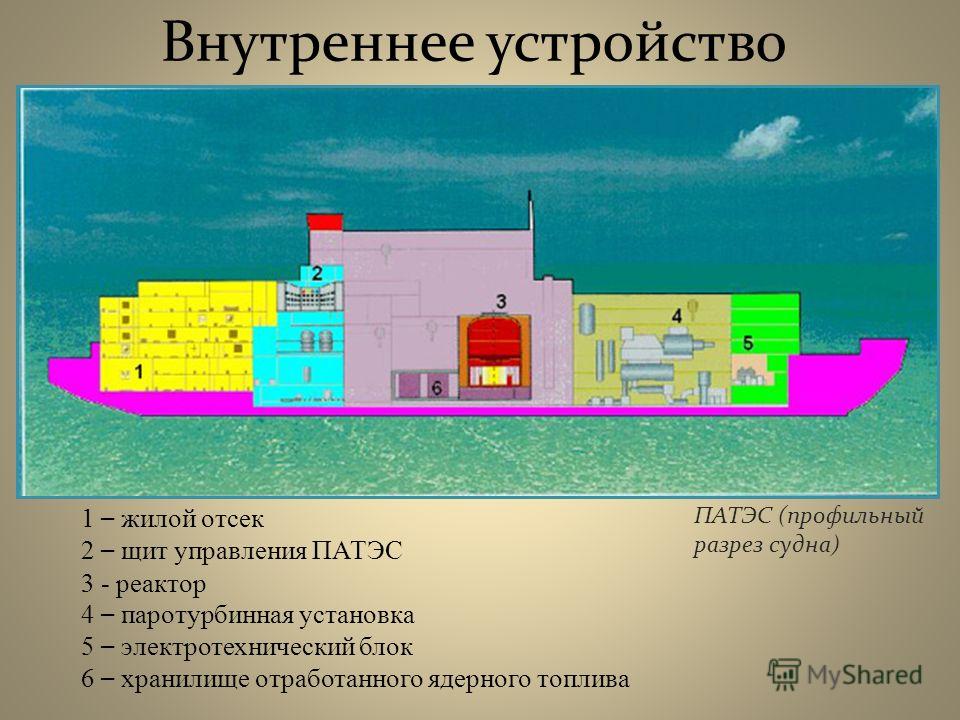 Внутреннее устройство
2
3
4
5
1
6
1 – жилой отсек
2 – щит управления ПАТЭС
3 - реактор
4 – паротурбинная установка
5 – электротехнический блок
6 – хранилище отработанного ядерного топлива
ПАТЭС (профильный
разрез судна)
MyShared